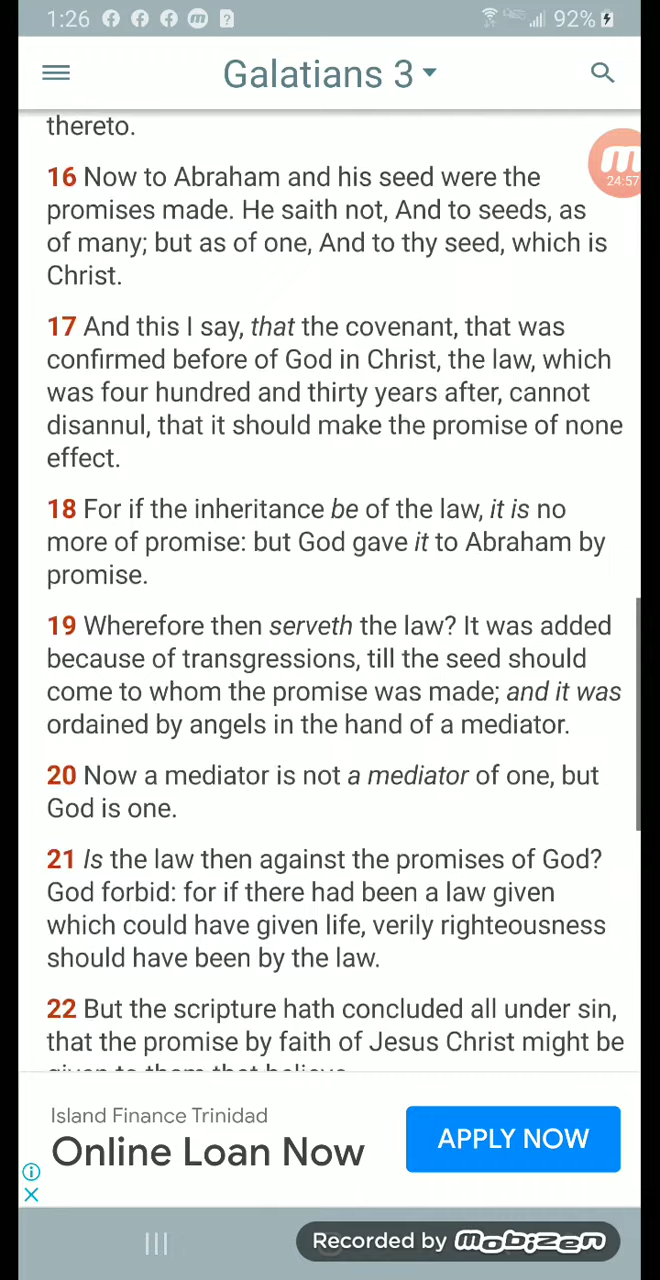 1:26
92%
Galatians 3
thereto.
24:57
16 Now to Abraham and his seed were the
promises made. He saith not, And to seeds, as
of many; but as of one, And to thy seed, which is
Christ.
17 And this I say, that the covenant, that was
confirmed before of God in Christ, the law, which
was four hundred and thirty years after, cannot
disannul, that it should make the promise of none
effect.
18 For if the inheritance be of the law, it is no
more of promise: but God gave it to Abraham by
promise.
19 Wherefore then serveth the law? It was added
because of transgressions, till the seed should
come to whom the promise was made; and it was
ordained by angels in the hand of a mediator.
20 Now a mediator is not a mediator of one, but
God is one.
21 Is the law then against the promises of God?
God forbid: for if there had been a law given
which could have given life, verily righteousness
should have been by the law.
22 But the scripture hath concluded all under sin,
that the promise by faith of Jesus Christ might be
Island Finance Trinidad
Online Loan Now
APPLY NOW
Recorded by mobizen